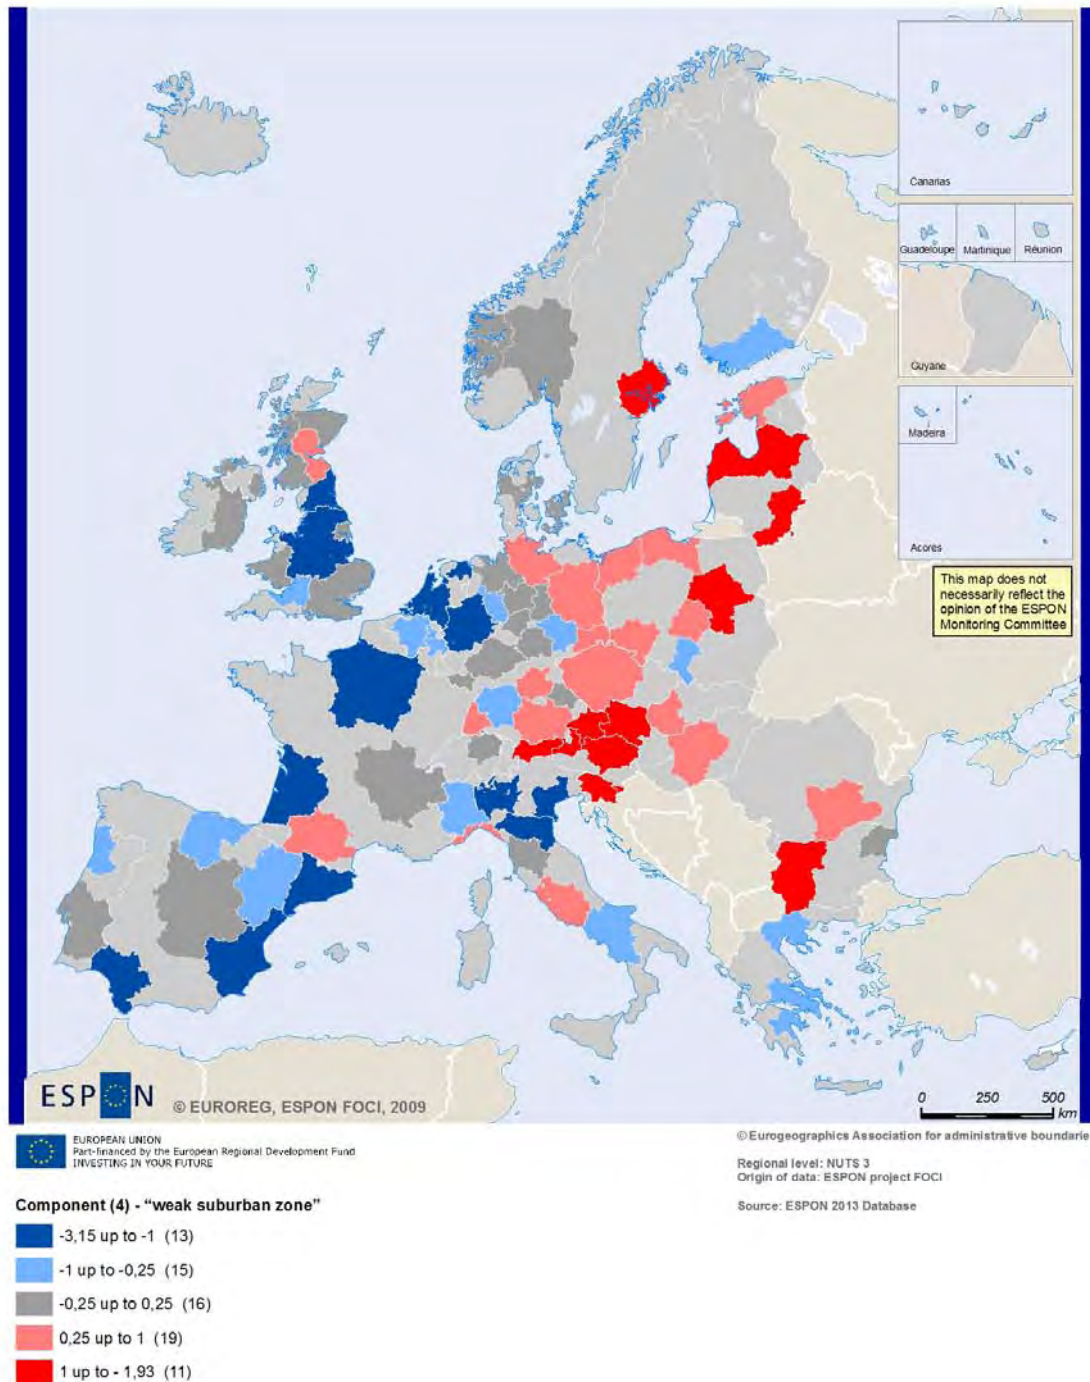 Canarias
Guadeloupe
Martinique
Réunion
Guyane
Madeira
Acores
This map does not
necessarily reflect the
opinion of the ESPON
Monitoring Committee
ESPON
© EUROREG, ESPON FOCI, 2009
0 250 500
km
EUROPEAN UNION
Part-financed by the European Regional Development Fund
INVESTING IN YOUR FUTURE
© Eurogeographics Association for administrative boundarie
Regional level: NUTS 3
Origin of data: ESPON project FOCI
Source: ESPON 2013 Database
Component (4) - “weak suburban zone”
-3,15 up to -1 (13)
-1 up to -0,25 (15)
-0,25 up to 0,25 (16)
0,25 up to 1 (19)
1 up to - 1,93 (11)